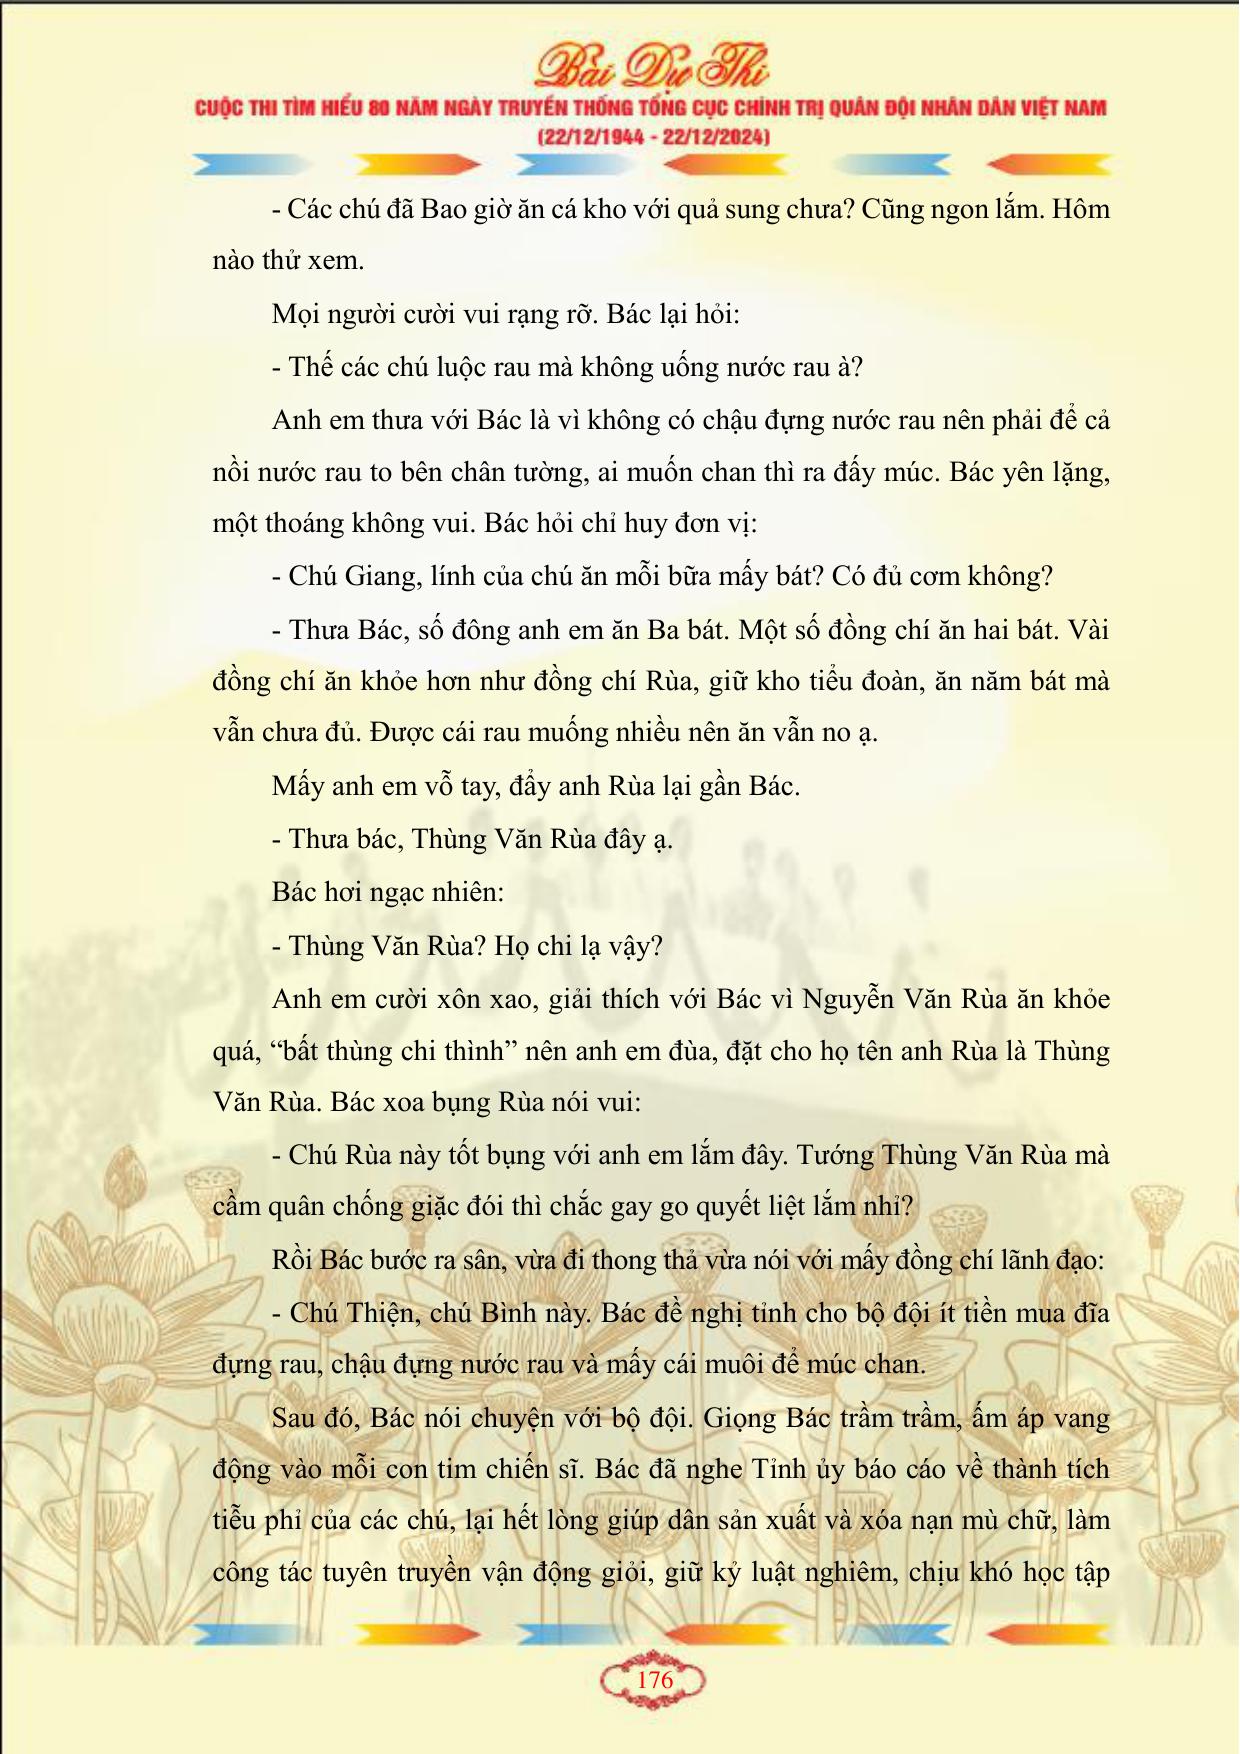 Bài Dự Thi
CUỘC THI TÌM HIỂU 80 NĂM NGÀY TRUYỀN THỐNG TỔNG CỤC CHÍNH TRỊ QUÂN ĐỘI NHÂN DÂN VIỆT NAM
(22/12/1944 - 22/12/2024)
- Các chú đã Bao giờ ăn cá kho với quả sung chưa? Cũng ngon lắm. Hôm
nào thử xem.
Mọi người cười vui rạng rỡ. Bác lại hỏi:
- Thế các chú luộc rau mà không uống nước rau à?
Anh em thưa với Bác là vì không có chậu đựng nước rau nên phải để cả
nồi nước rau to bên chân tường, ai muốn chan thì ra đấy múc. Bác yên lặng,
một thoáng không vui. Bác hỏi chỉ huy đơn vị:
- Chú Giang, lính của chú ăn mỗi bữa mấy bát? Có đủ cơm không?
- Thưa Bác, số đông anh em ăn Ba bát. Một số đồng chí ăn hai bát. Vài
đồng chí ăn khỏe hơn như đồng chí Rùa, giữ kho tiểu đoàn, ăn năm bát mà
vẫn chưa đủ. Được cái rau muống nhiều nên ăn vẫn no ạ.
Mấy anh em vỗ tay, đẩy anh Rùa lại gần Bác.
- Thưa bác, Thùng Văn Rùa đây ạ.
Bác hơi ngạc nhiên:
- Thùng Văn Rùa? Họ chi lạ vậy?
Anh em cười xôn xao, giải thích với Bác vì Nguyễn Văn Rùa ăn khỏe
quá, “bất thùng chi thình” nên anh em đùa, đặt cho họ tên anh Rùa là Thùng
Văn Rùa. Bác xoa bụng Rùa nói vui:
- Chú Rùa này tốt bụng với anh em lắm đây. Tướng Thùng Văn Rùa mà
cầm quân chống giặc đói thì chắc gay go quyết liệt lắm nhỉ?
Rồi Bác bước ra sân, vừa đi thong thả vừa nói với mấy đồng chí lãnh đạo:
- Chú Thiện, chú Bình này. Bác đề nghị tỉnh cho bộ đội ít tiền mua đĩa
đựng rau, chậu đựng nước rau và mấy cái muôi để múc chan.
Sau đó, Bác nói chuyện với bộ đội. Giọng Bác trầm trầm, ấm áp vang
động vào mỗi con tim chiến sĩ. Bác đã nghe Tỉnh ủy báo cáo về thành tích
tiễu phỉ của các chú, lại hết lòng giúp dân sản xuất và xóa nạn mù chữ, làm
công tác tuyên truyền vận động giỏi, giữ kỷ luật nghiêm, chịu khó học tập
176